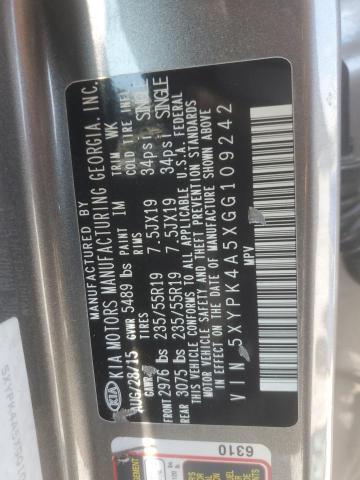 KIA MANUFACTURED BY
KIA MOTORS MANUFACTURING GEORGIA, INC.
AUG/28/15 PAINT IM TRIM WK
GVWR 5489 lbs
GAWR TIRES RIMS COLD TIRE INFL
FRONT 2976 lbs 235/55R19 7.5JX19 34psi SINGLE
REAR 3075 lbs 235/55R19 7.5JX19 34psi SINGLE
THIS VEHICLE CONFORMS TO ALL APPLICABLE U.S.A. FEDERAL
MOTOR VEHICLE SAFETY AND THEFT PREVENTION STANDARDS
IN EFFECT ON THE DATE OF MANUFACTURE SHOWN ABOVE
VIN 5XYPK4A5XGG109242
MPV
6310